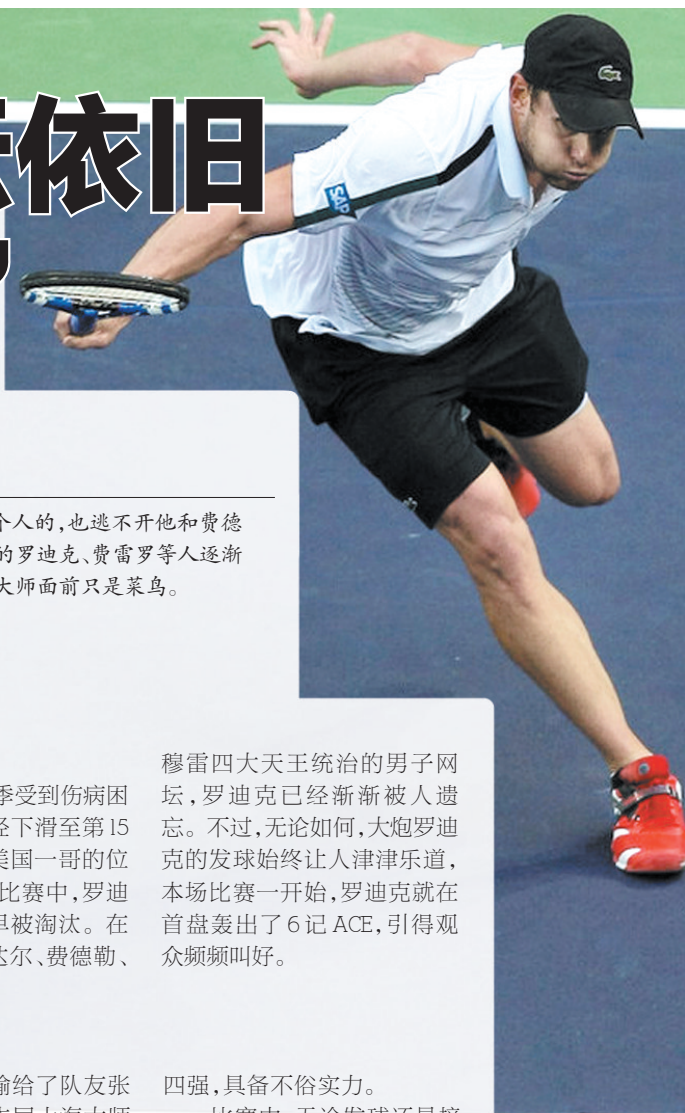 依旧
SAP
个人的,也逃不开他和费德
的罗迪克、费雷罗等人逐渐
大师面前只是菜鸟。
季受到伤病困
下滑至第15
美国一哥的位
比赛中,罗迪
早被淘汰。在
达尔、费德勒、
穆雷四大天王统治的男子网
坛,罗迪克已经渐渐被人遗
忘。不过,无论如何,大炮罗迪
克的发球始终让人津津乐道,
本场比赛一开始,罗迪克就在
首盘轰出了6记ACE,引得观
众频频叫好。
输给了队友张
四强,具备不俗实力。